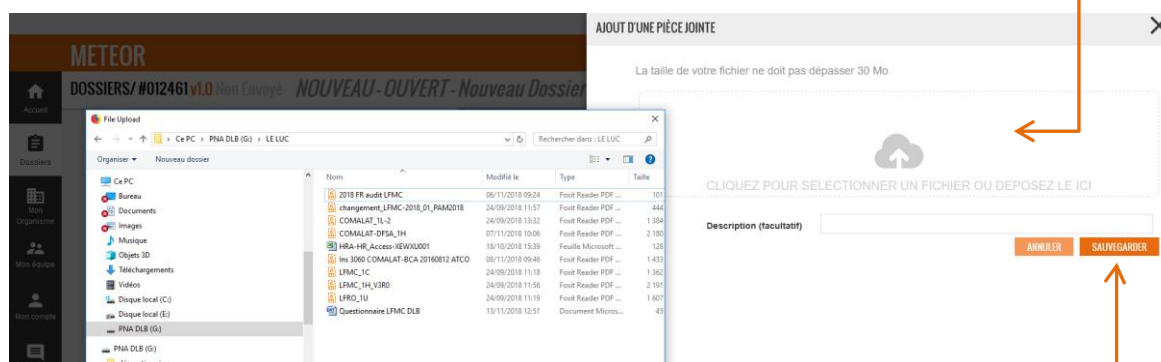 AJOUT D'UNE PIÈCE JOINTE
METEOR
DOSSIERS/ #012461 v1.0 Non Envoyé - NOUVEAU - OUVERT - Nouveau Dossier
La taille de votre fichier ne doit pas dépasser 30 Mo
CLIQUEZ POUR SELECTIONNER UN FICHIER OU DEPOSEZ LE ICI
Description (facultatif)
ANNULER SAUVEGARDER
Accueil
Dossiers
Mon
Organisme
Mon équipe
Mon compte
File Upload
Ce PC > PNA DLB (G:) > LE LUC
Rechercher dans : LE LUC
Organiser Nouveau dossier
Ce PC
Bureau
Documents
Images
Musique
Objets 3D
Téléchargements
Vidéos
Disque local (C:)
Disque local (E:)
PNA DLB (G:)
PNA DLB (G:)
Nom Modifié le Type Taille
2018 FR audit LFMC 06/11/2018 09:24 Foxit Reader PDF ... 101
changement_LFMC-2018_01_PAM2018 24/09/2018 11:57 Foxit Reader PDF ... 444
COMALAT_1L-2 24/09/2018 13:32 Foxit Reader PDF ... 1 384
COMALAT-DFSA_1H 07/11/2018 10:06 Foxit Reader PDF ... 2 180
HRA-HR_Access-XEWXU001 18/10/2018 15:39 Feuille Microsoft ... 128
Ins 3060 COMALAT-BCA 20160812 ATCO 08/11/2018 09:46 Foxit Reader PDF ... 1 433
LFMC_1C 24/09/2018 11:18 Foxit Reader PDF ... 1 362
LFMC_1H_V3R0 24/09/2018 11:56 Foxit Reader PDF ... 2 191
LFRO_1U 24/09/2018 11:19 Foxit Reader PDF ... 1 607
Questionnaire LFMC DLB 13/11/2018 12:51 Document Micros... 45